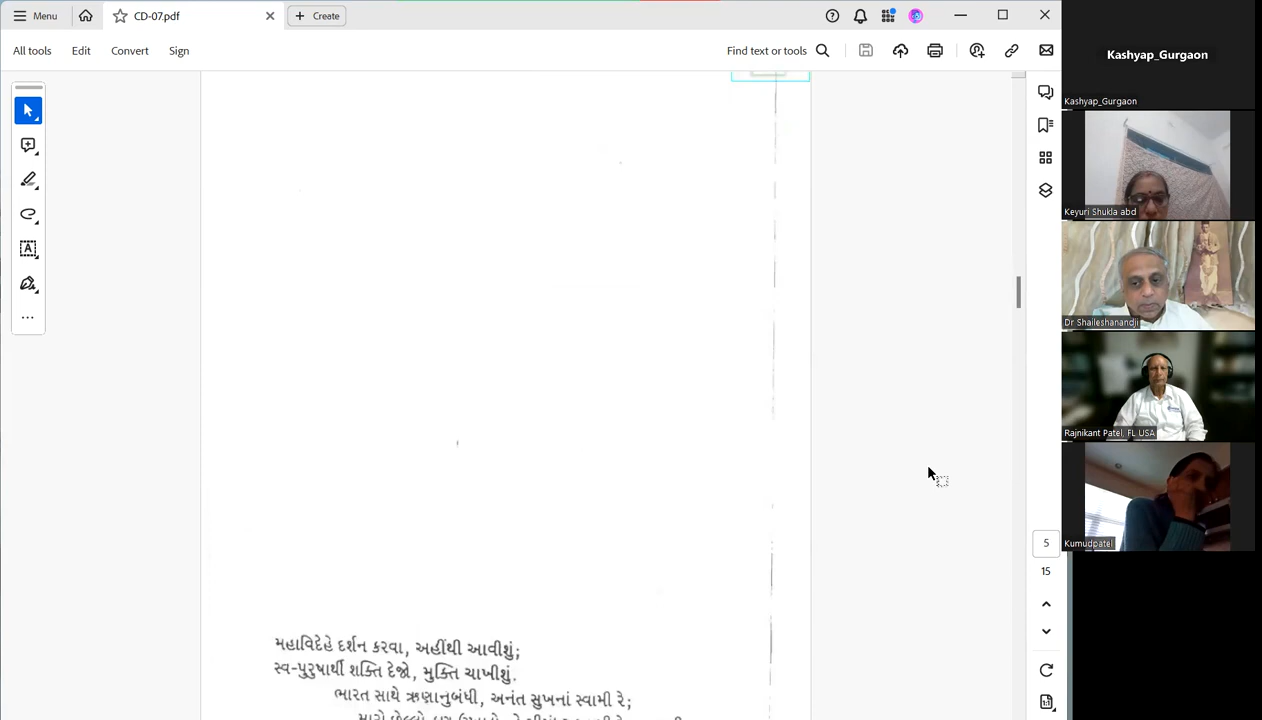 Menu
CD-07.pdf
Create
All tools
Edit
Convert
Sign
Find text or tools
5
15
મહાવિદેહે દર્શન કરવા, અહીંથી આવીશું;
સ્વ-પુરુષાર્થી શક્તિ દેજો, મુક્તિ ચાખીશું.
ભારત સાથે ઋણાનુબંધી, અનંત સુખનાં સ્વામી રે;
Kashyap_Gurgaon
Kashyap_Gurgaon
Keyuri Shukla abd
Dr Shaileshanandji
Rajnikant Patel, FL USA
Kumudpatel